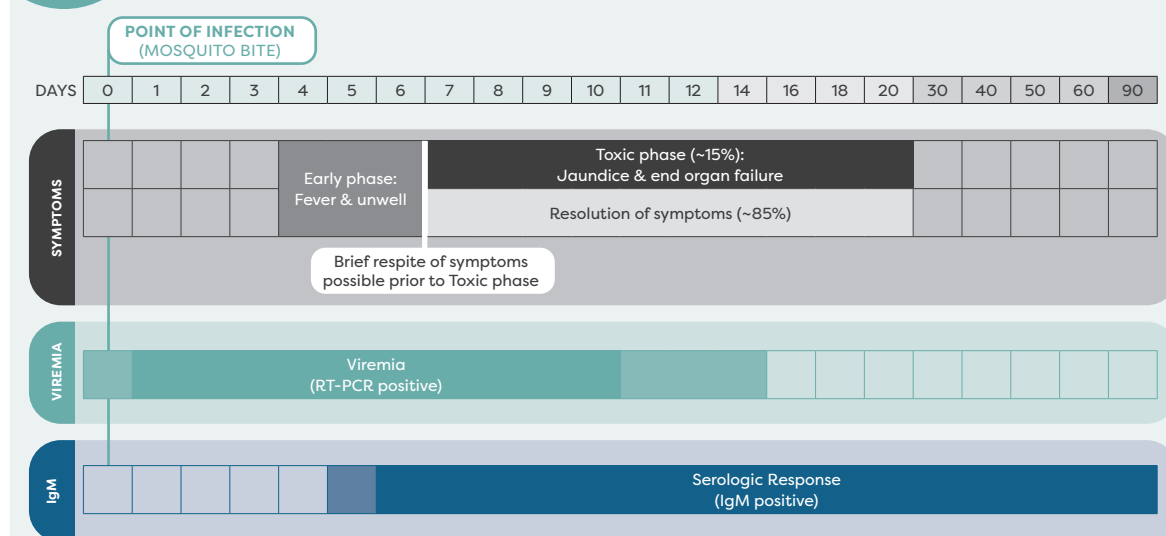 POINT OF INFECTION
(MOSQUITO BITE)
DAYS 0 1 2 3 4 5 6 7 8 9 10 11 12 14 16 18 20 30 40 50 60 90
SYMPTOMS
Early phase:
Fever & unwell
Toxic phase (~15%):
Jaundice & end organ failure
Resolution of symptoms (~85%)
Brief respite of symptoms
possible prior to Toxic phase
VIREMIA
Viremia
(RT-PCR positive)
IgM
Serologic Response
(IgM positive)